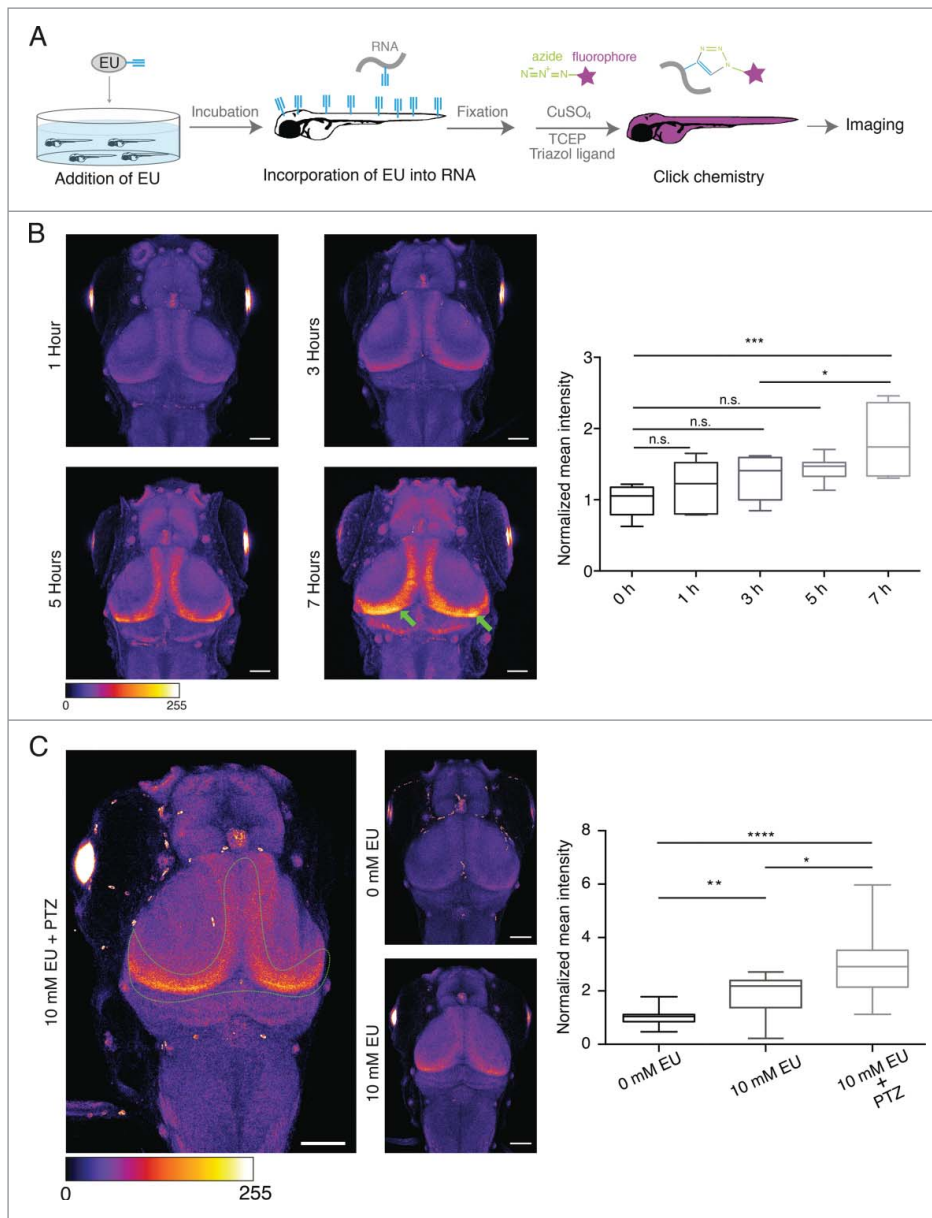 A
EU
RNA
azide fluorophore
N=N=N
N N
N
Incubation
Fixation
CuSO4
TCEP
Triazol ligand
Imaging
Addition of EU
Incorporation of EU into RNA
Click chemistry
B
1 Hour
3 Hours
5 Hours
7 Hours
0 255
Normalized mean intensity
3
2
1
0
***
*
n.s.
n.s.
n.s.
0 h 1 h 3 h 5 h 7 h
C
10 mM EU + PTZ
0 255
0 mM EU
10 mM EU
Normalized mean intensity
8
6
4
2
0
****
*
**
0 mM EU
10 mM EU
10 mM EU
+
PTZ